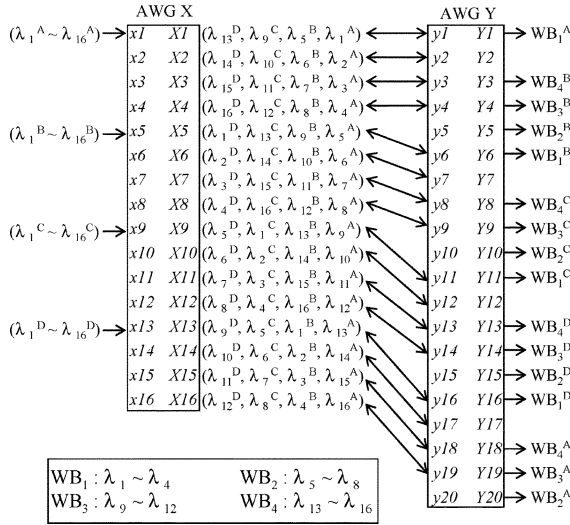 AWG X AWG Y
(λ₁ᴬ ~ λ₁₆ᴬ) x1 X1 (λ₁₃ᴰ, λ₉ᶜ, λ₅ᴮ, λ₁ᴬ) y1 Y1 WB₁ᴬ
x2 X2 (λ₁₄ᴰ, λ₁₀ᶜ, λ₆ᴮ, λ₂ᴬ) y2 Y2
x3 X3 (λ₁₅ᴰ, λ₁₁ᶜ, λ₇ᴮ, λ₃ᴬ) y3 Y3 WB₄ᴮ
x4 X4 (λ₁₆ᴰ, λ₁₂ᶜ, λ₈ᴮ, λ₄ᴬ) y4 Y4 WB₃ᴮ
(λ₁ᴮ ~ λ₁₆ᴮ) x5 X5 (λ₁ᴰ, λ₁₃ᶜ, λ₉ᴮ, λ₅ᴬ) y5 Y5 WB₂ᴮ
x6 X6 (λ₂ᴰ, λ₁₄ᶜ, λ₁₀ᴮ, λ₆ᴬ) y6 Y6 WB₁ᴮ
x7 X7 (λ₃ᴰ, λ₁₅ᶜ, λ₁₁ᴮ, λ₇ᴬ) y7 Y7
x8 X8 (λ₄ᴰ, λ₁₆ᶜ, λ₁₂ᴮ, λ₈ᴬ) y8 Y8 WB₄ᶜ
(λ₁ᶜ ~ λ₁₆ᶜ) x9 X9 (λ₅ᴰ, λ₁ᶜ, λ₁₃ᴮ, λ₉ᴬ) y9 Y9 WB₃ᶜ
x10 X10 (λ₆ᴰ, λ₂ᶜ, λ₁₄ᴮ, λ₁₀ᴬ) y10 Y10 WB₂ᶜ
x11 X11 (λ₇ᴰ, λ₃ᶜ, λ₁₅ᴮ, λ₁₁ᴬ) y11 Y11 WB₁ᶜ
x12 X12 (λ₈ᴰ, λ₄ᶜ, λ₁₆ᴮ, λ₁₂ᴬ) y12 Y12
(λ₁ᴰ ~ λ₁₆ᴰ) x13 X13 (λ₉ᴰ, λ₅ᶜ, λ₁ᴮ, λ₁₃ᴬ) y13 Y13 WB₄ᴰ
x14 X14 (λ₁₀ᴰ, λ₆ᶜ, λ₂ᴮ, λ₁₄ᴬ) y14 Y14 WB₃ᴰ
x15 X15 (λ₁₁ᴰ, λ₇ᶜ, λ₃ᴮ, λ₁₅ᴬ) y15 Y15 WB₂ᴰ
x16 X16 (λ₁₂ᴰ, λ₈ᶜ, λ₄ᴮ, λ₁₆ᴬ) y16 Y16 WB₁ᴰ
y17 Y17
y18 Y18 WB₄ᴬ
y19 Y19 WB₃ᴬ
y20 Y20 WB₂ᴬ
WB₁ : λ₁ ~ λ₄ WB₂ : λ₅ ~ λ₈
WB₃ : λ₉ ~ λ₁₂ WB₄ : λ₁₃ ~ λ₁₆